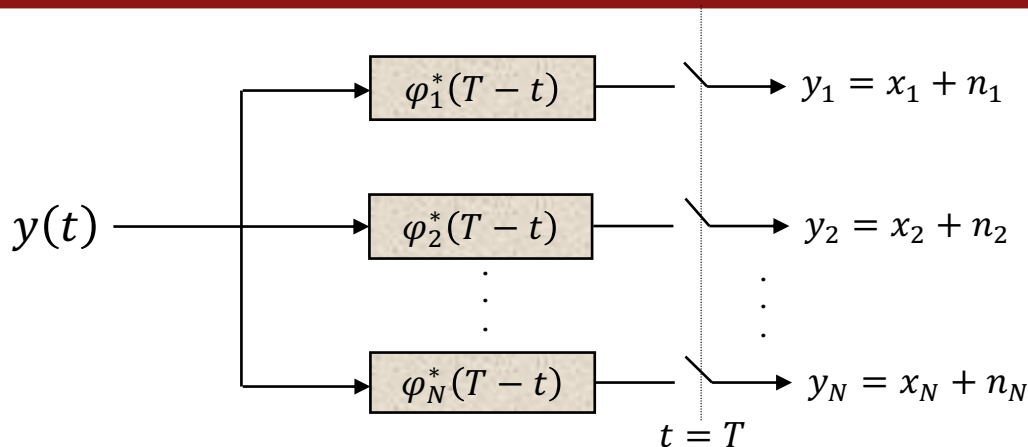 φ₁*(T − t)
y₁ = x₁ + n₁
y(t)
φ₂*(T − t)
y₂ = x₂ + n₂
φ_N*(T − t)
y_N = x_N + n_N
t = T